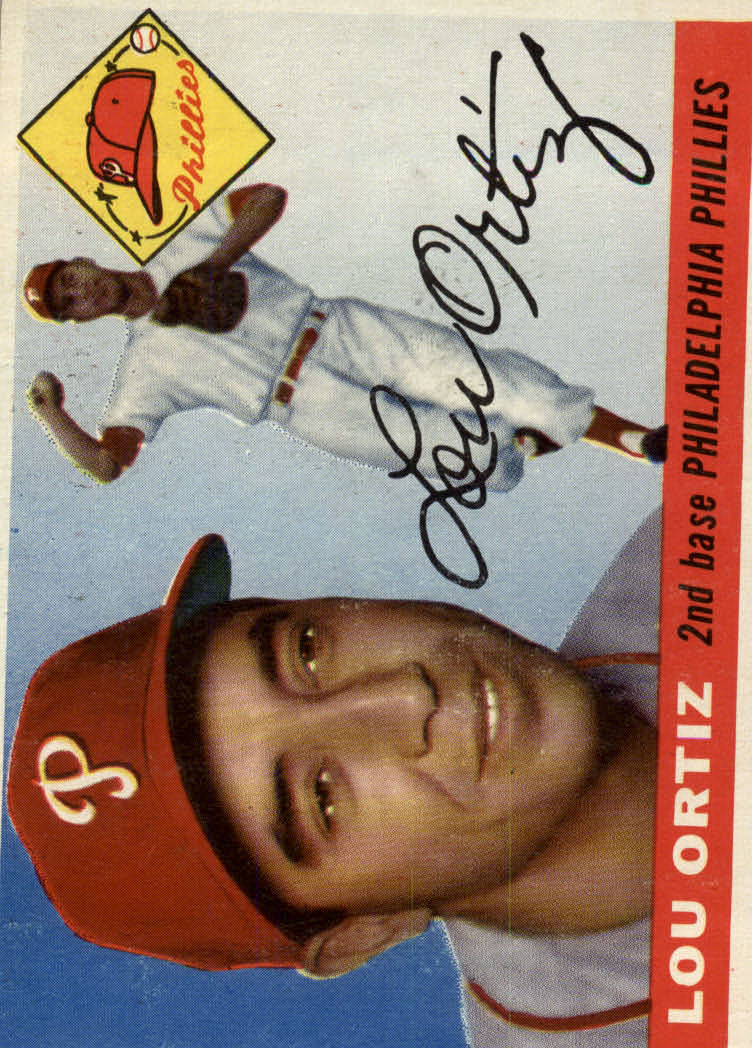 P
Phillies
P
Lou Ortiz
LOU ORTIZ 2nd base PHILADELPHIA PHILLIES